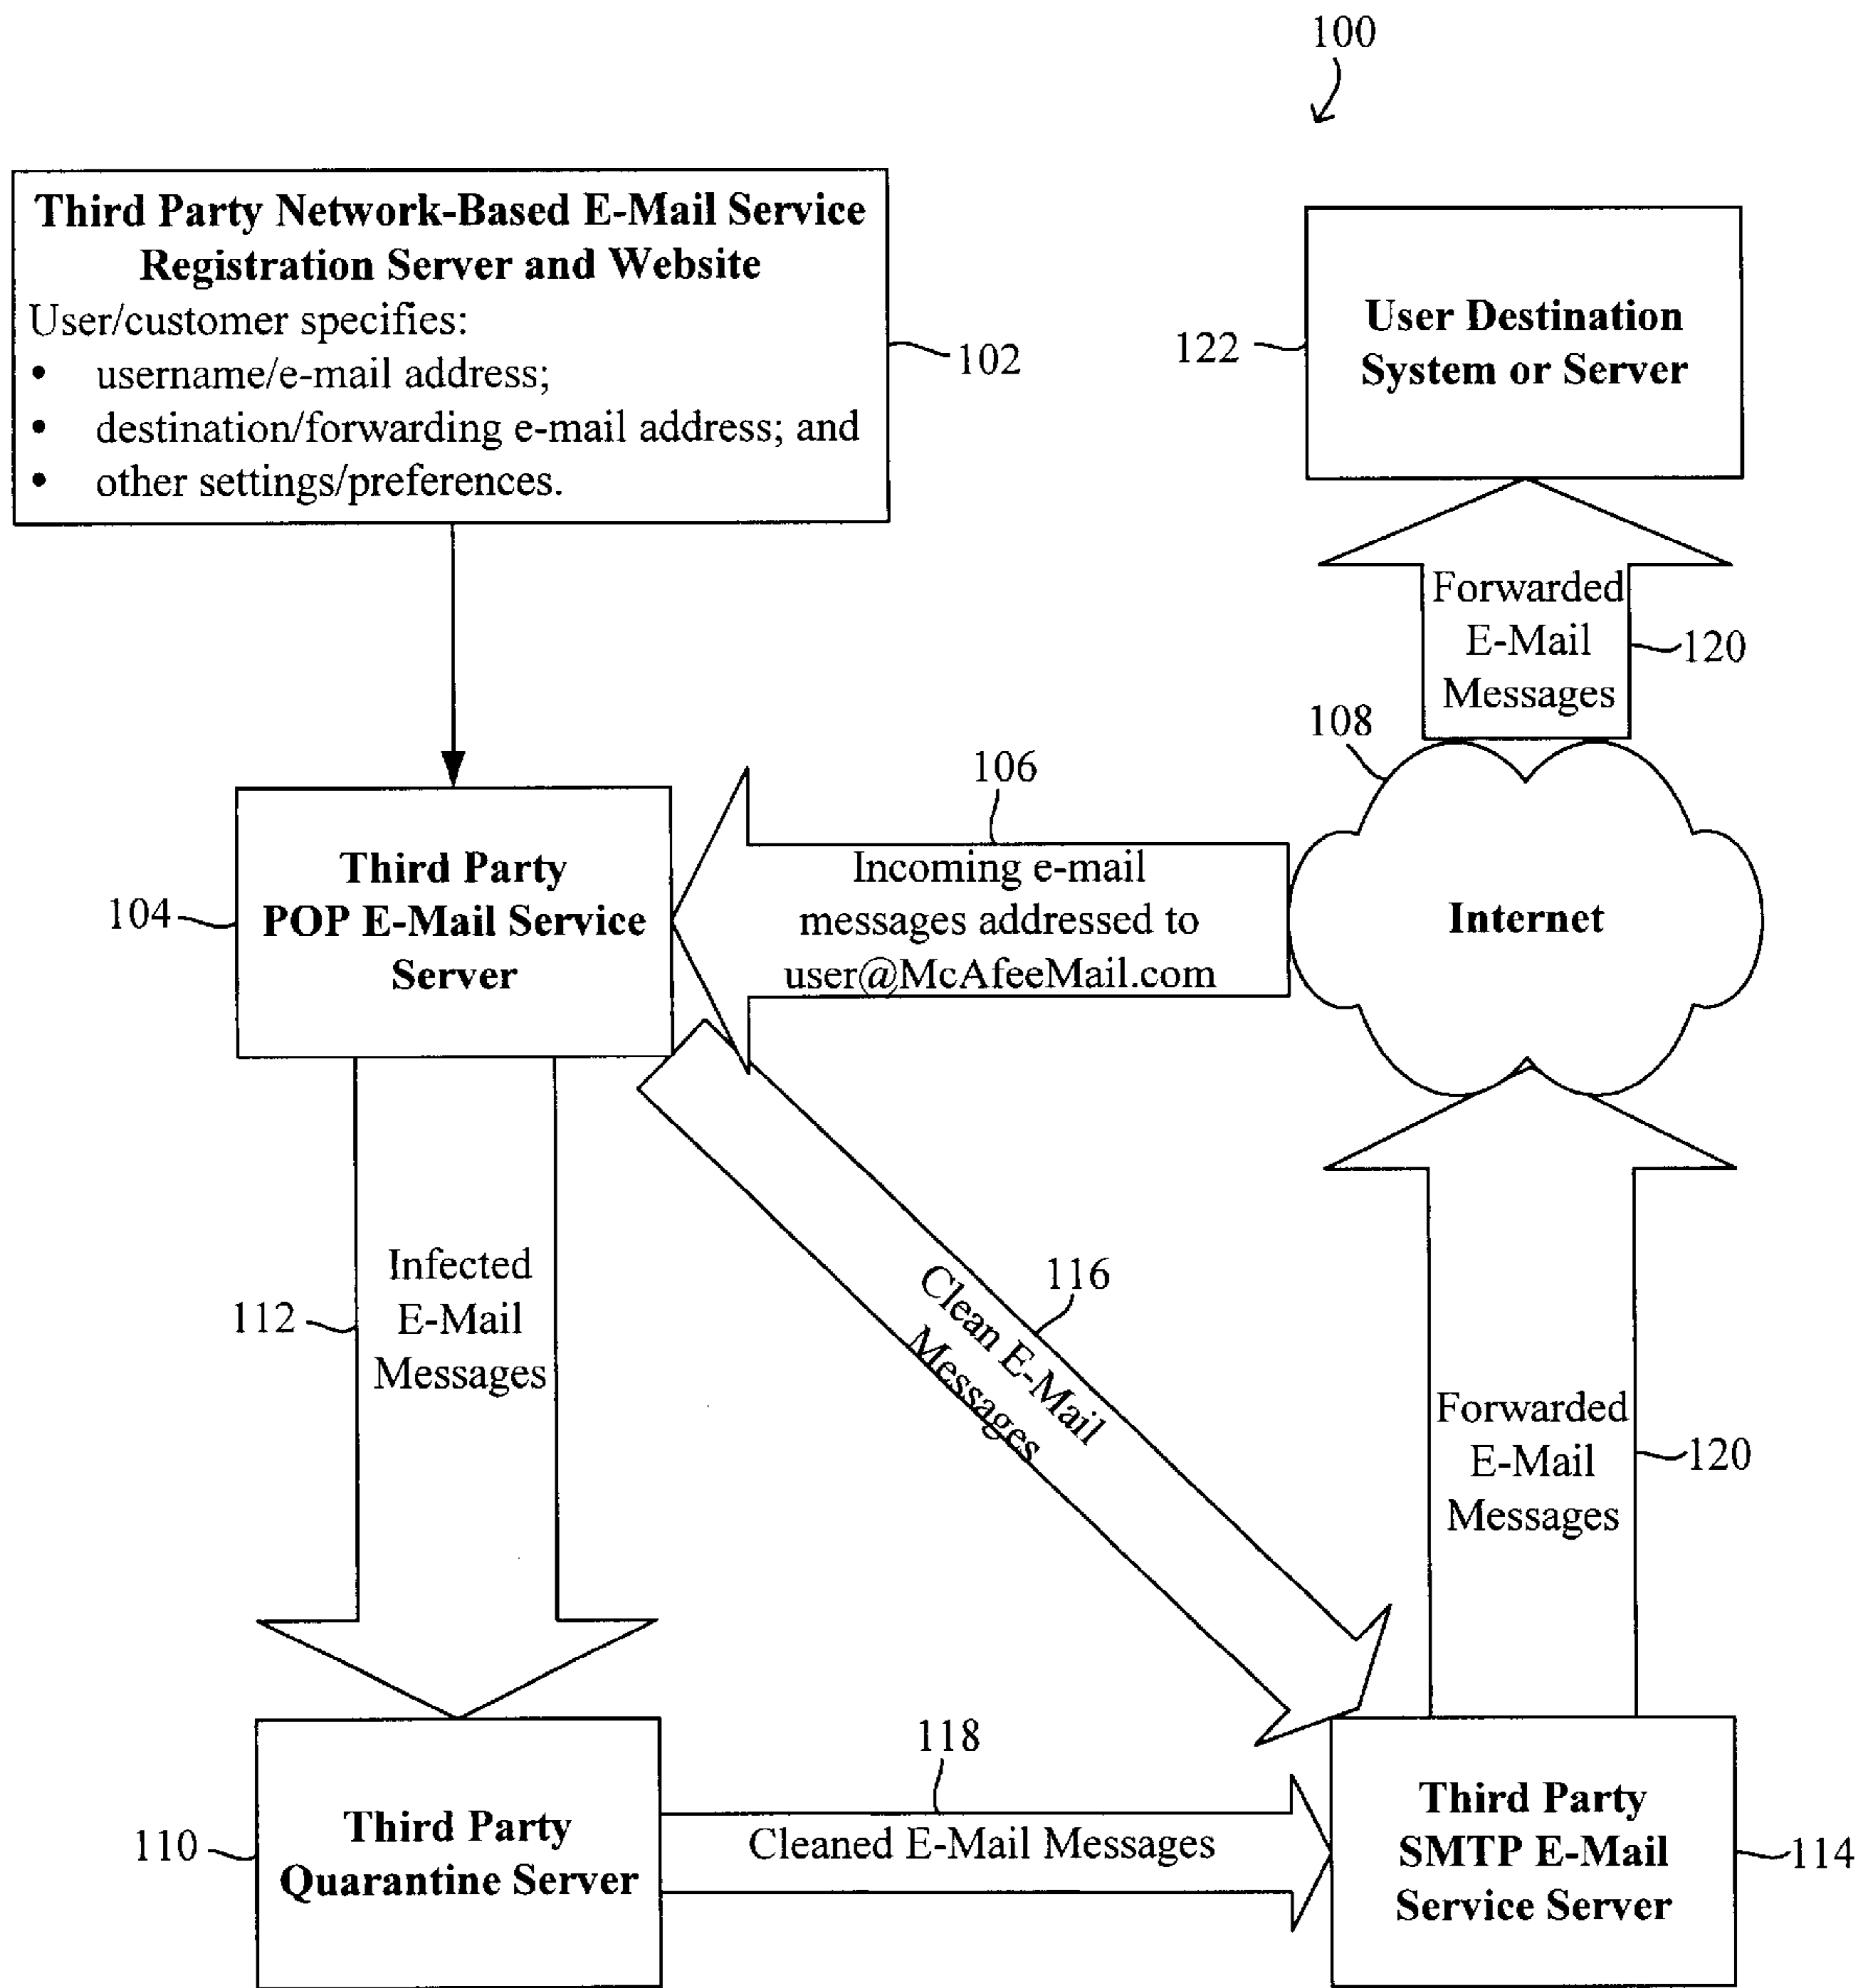 100
Third Party Network-Based E-Mail Service
Registration Server and Website
User/customer specifies:
• username/e-mail address;
• destination/forwarding e-mail address; and
• other settings/preferences.
102
User Destination
System or Server
122
Forwarded
E-Mail
Messages
120
108
106
Incoming e-mail
messages addressed to
user@McAfeeMail.com
Internet
Third Party
POP E-Mail Service
Server
104
Infected
E-Mail
Messages
112
116
Clean E-Mail
Messages
Forwarded
E-Mail
Messages
120
118
Cleaned E-Mail Messages
Third Party
Quarantine Server
110
Third Party
SMTP E-Mail
Service Server
114